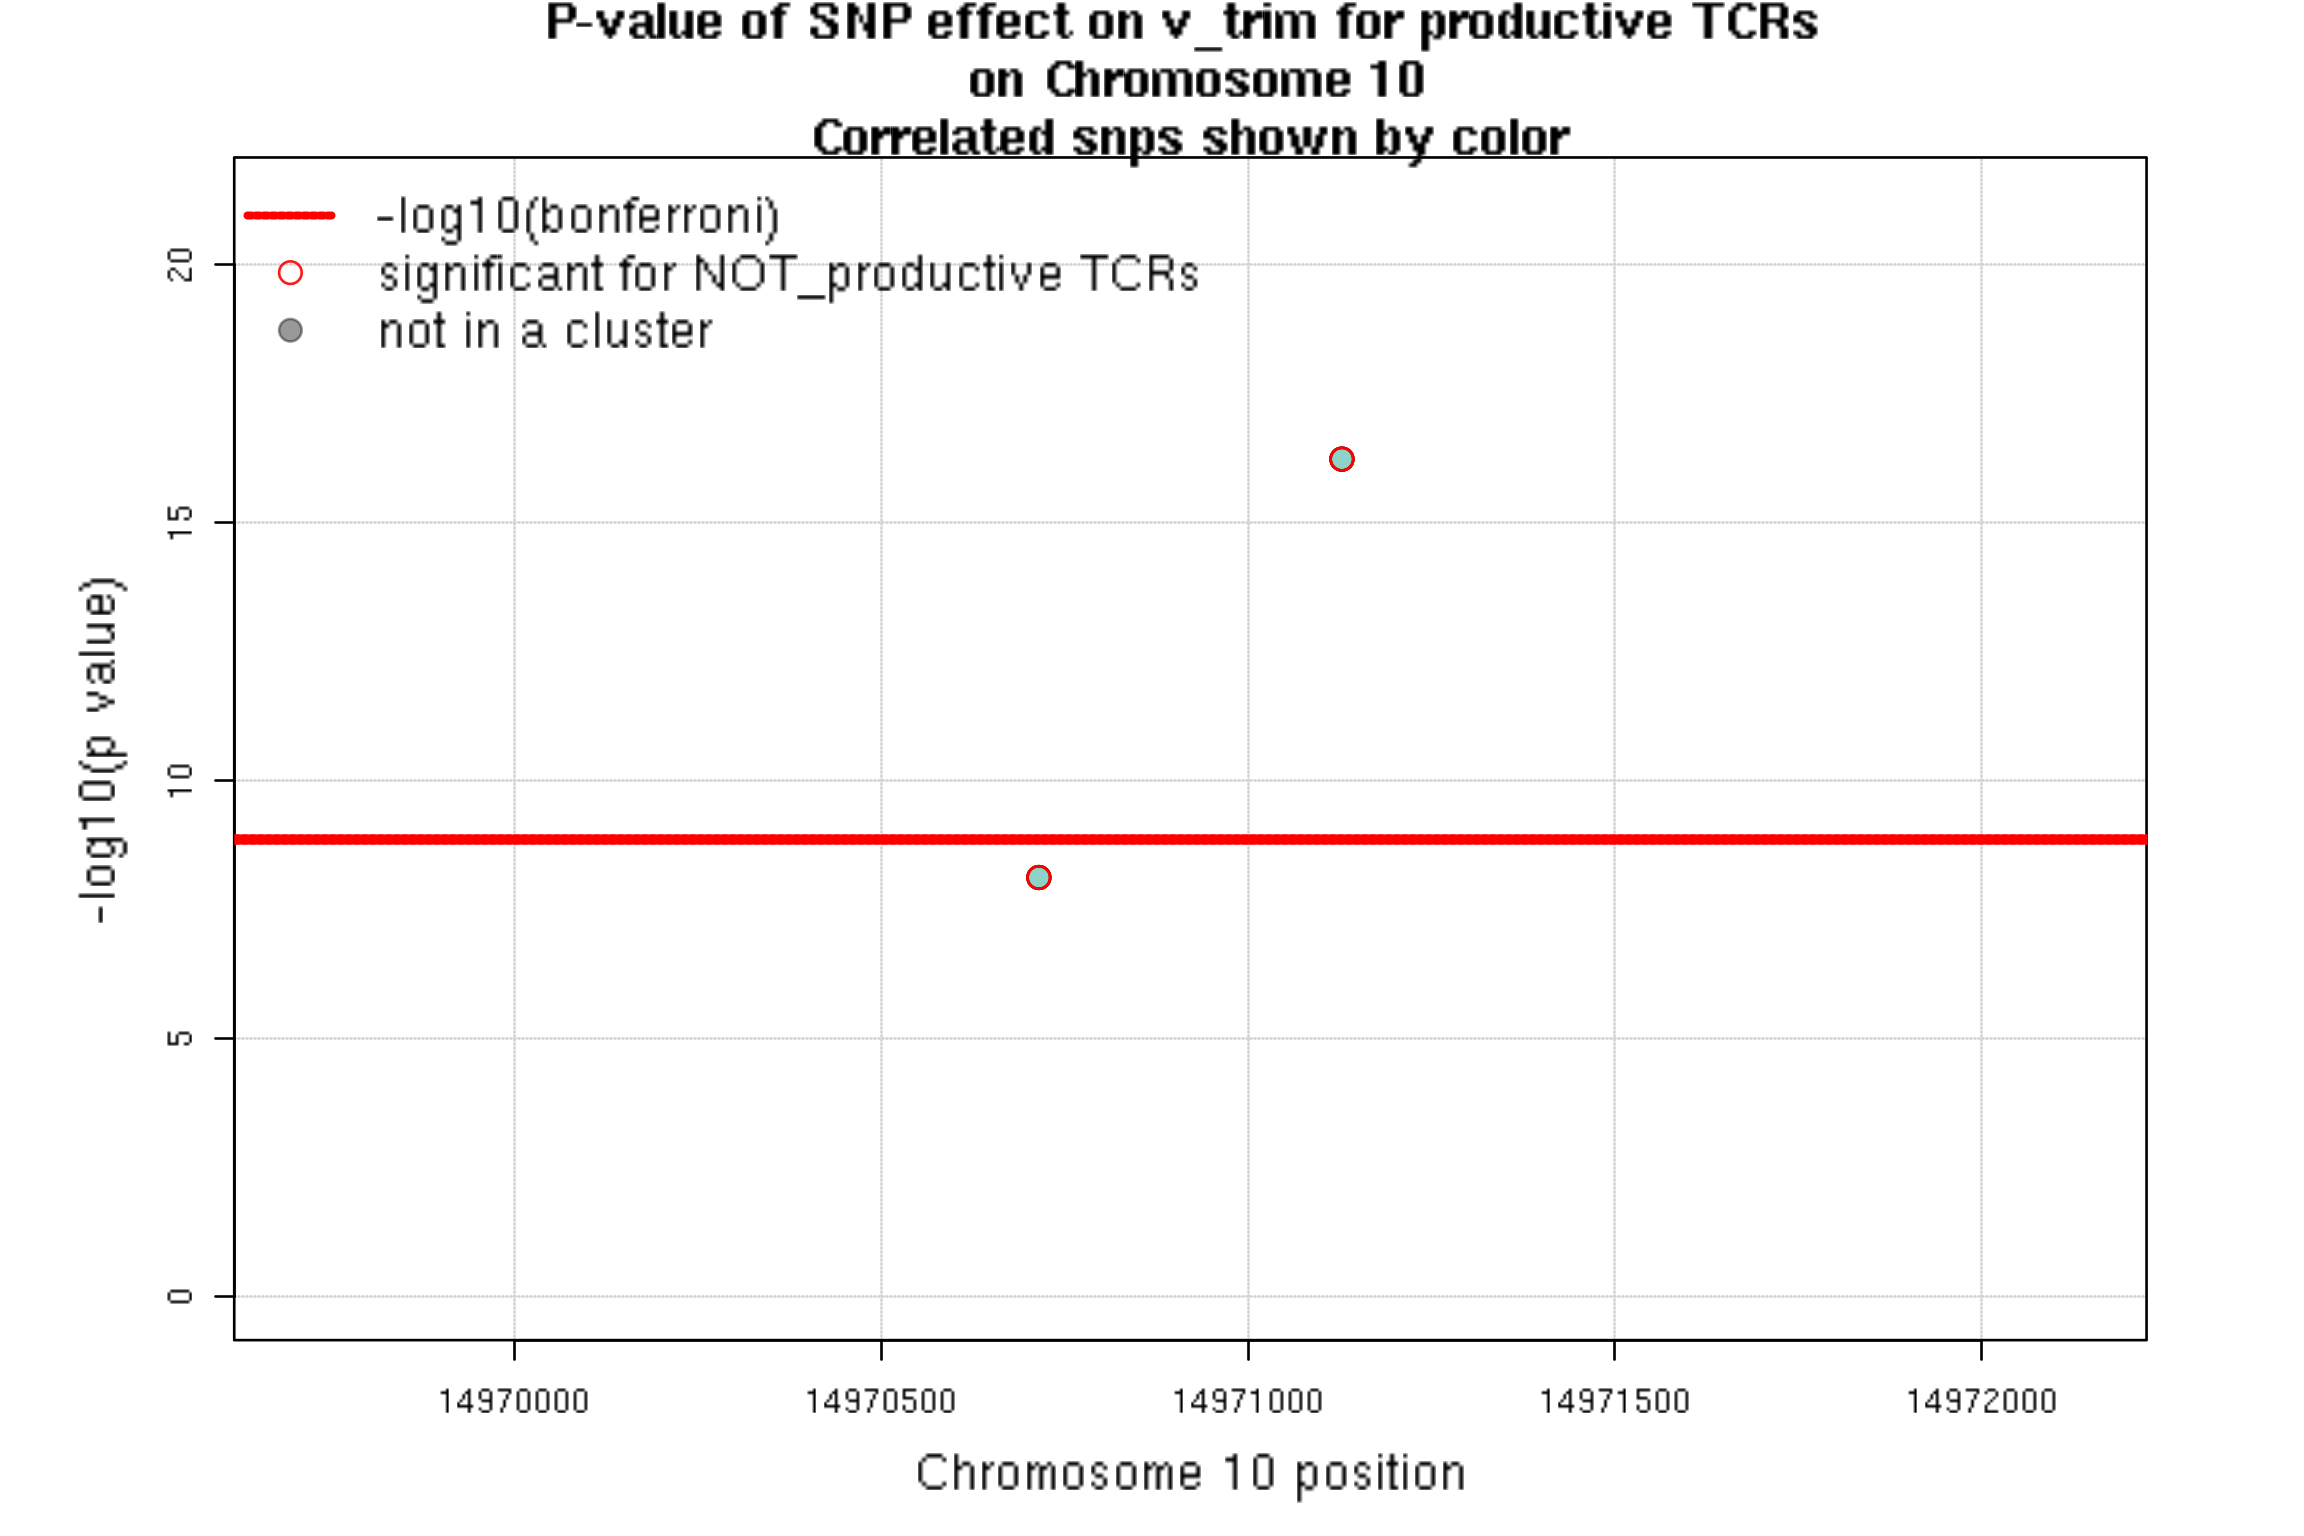 P-value of SNP effect on v_trim for productive TCRs
on Chromosome 10
Correlated snps shown by color
-log10(bonferroni)
significant for NOT_productive TCRs
not in a cluster
20
15
10
5
0
-log10(p value)
14970000 14970500 14971000 14971500 14972000
Chromosome 10 position